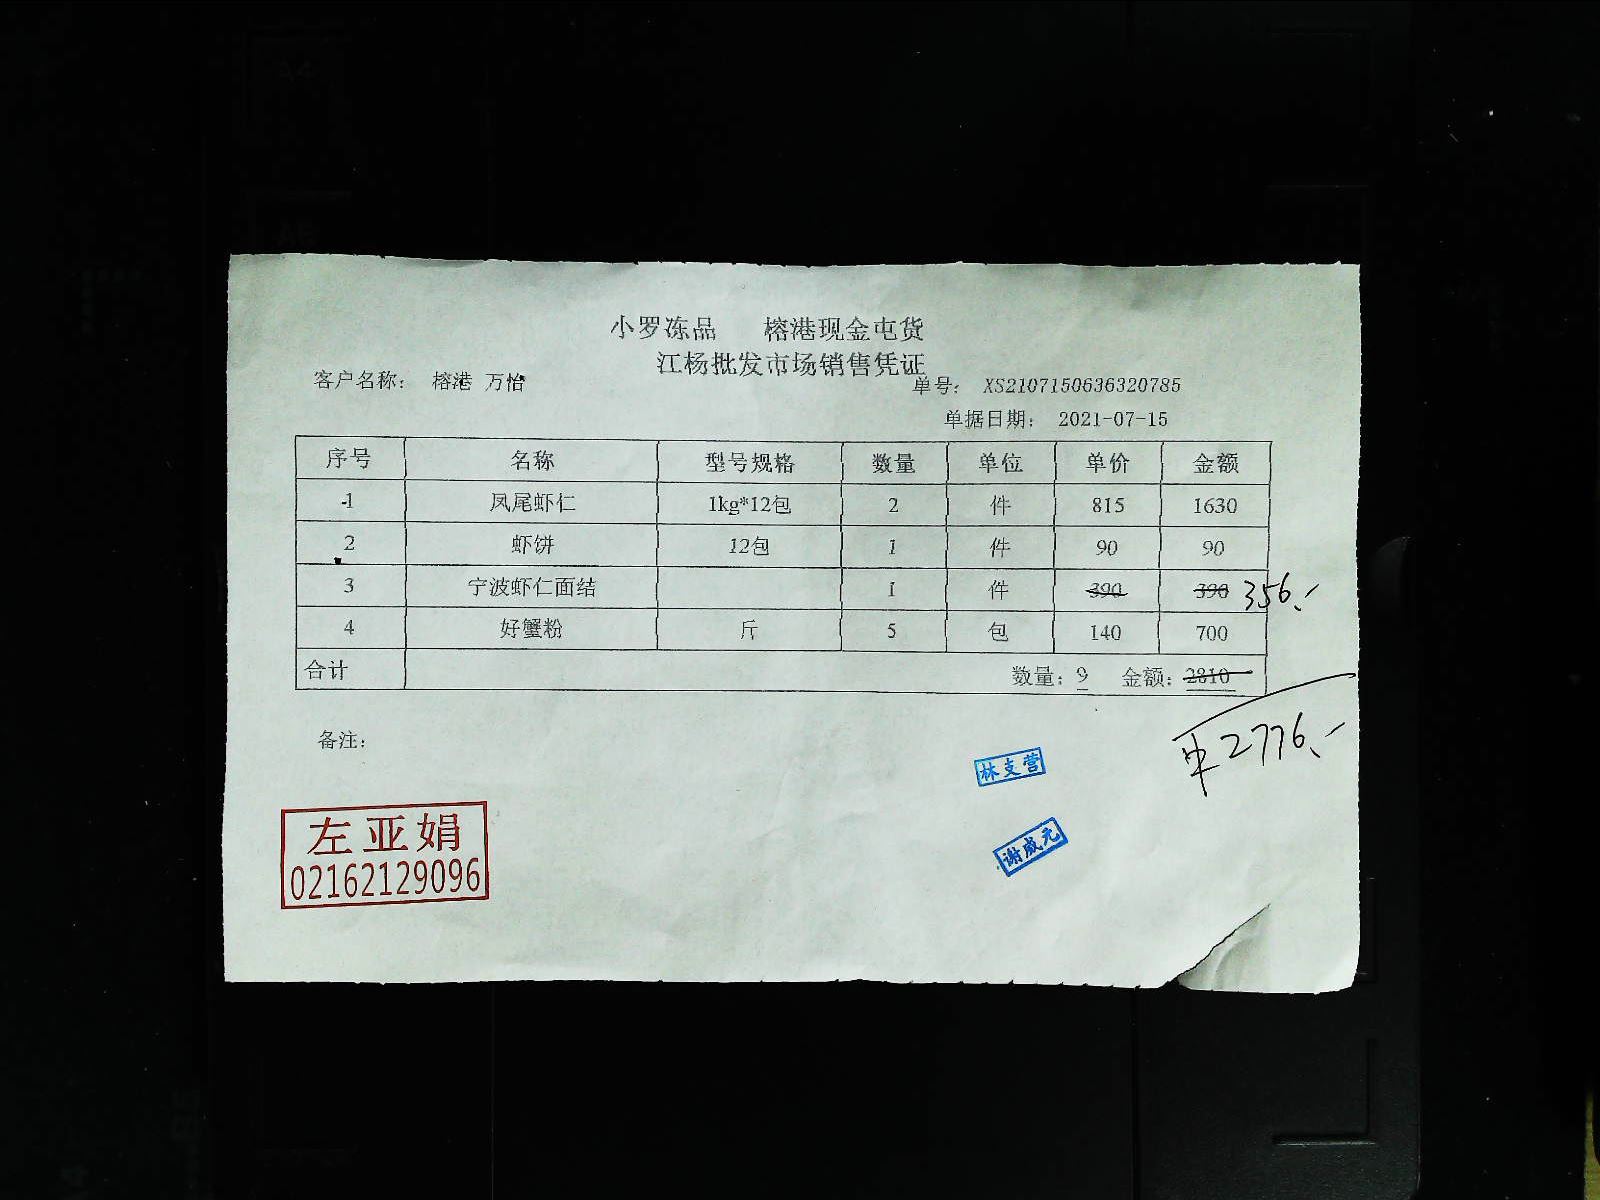 小罗冻品 榕港现金屯货
江杨批发市场销售凭证
客户名称： 榕港 万怡
单号： XS2107150636320785
单据日期： 2021-07-15
序号 名称 型号规格 数量 单位 单价 金额
1 凤尾虾仁 1kg*12包 2 件 815 1630
2 虾饼 12包 1 件 90 90
3 宁波虾仁面结 1 件 390 390 356.-
4 好蟹粉 斤 5 包 140 700
合计 数量： 9 金额： 2810
2776.-
备注：
林支营
谢威元
左亚娟
02162129096